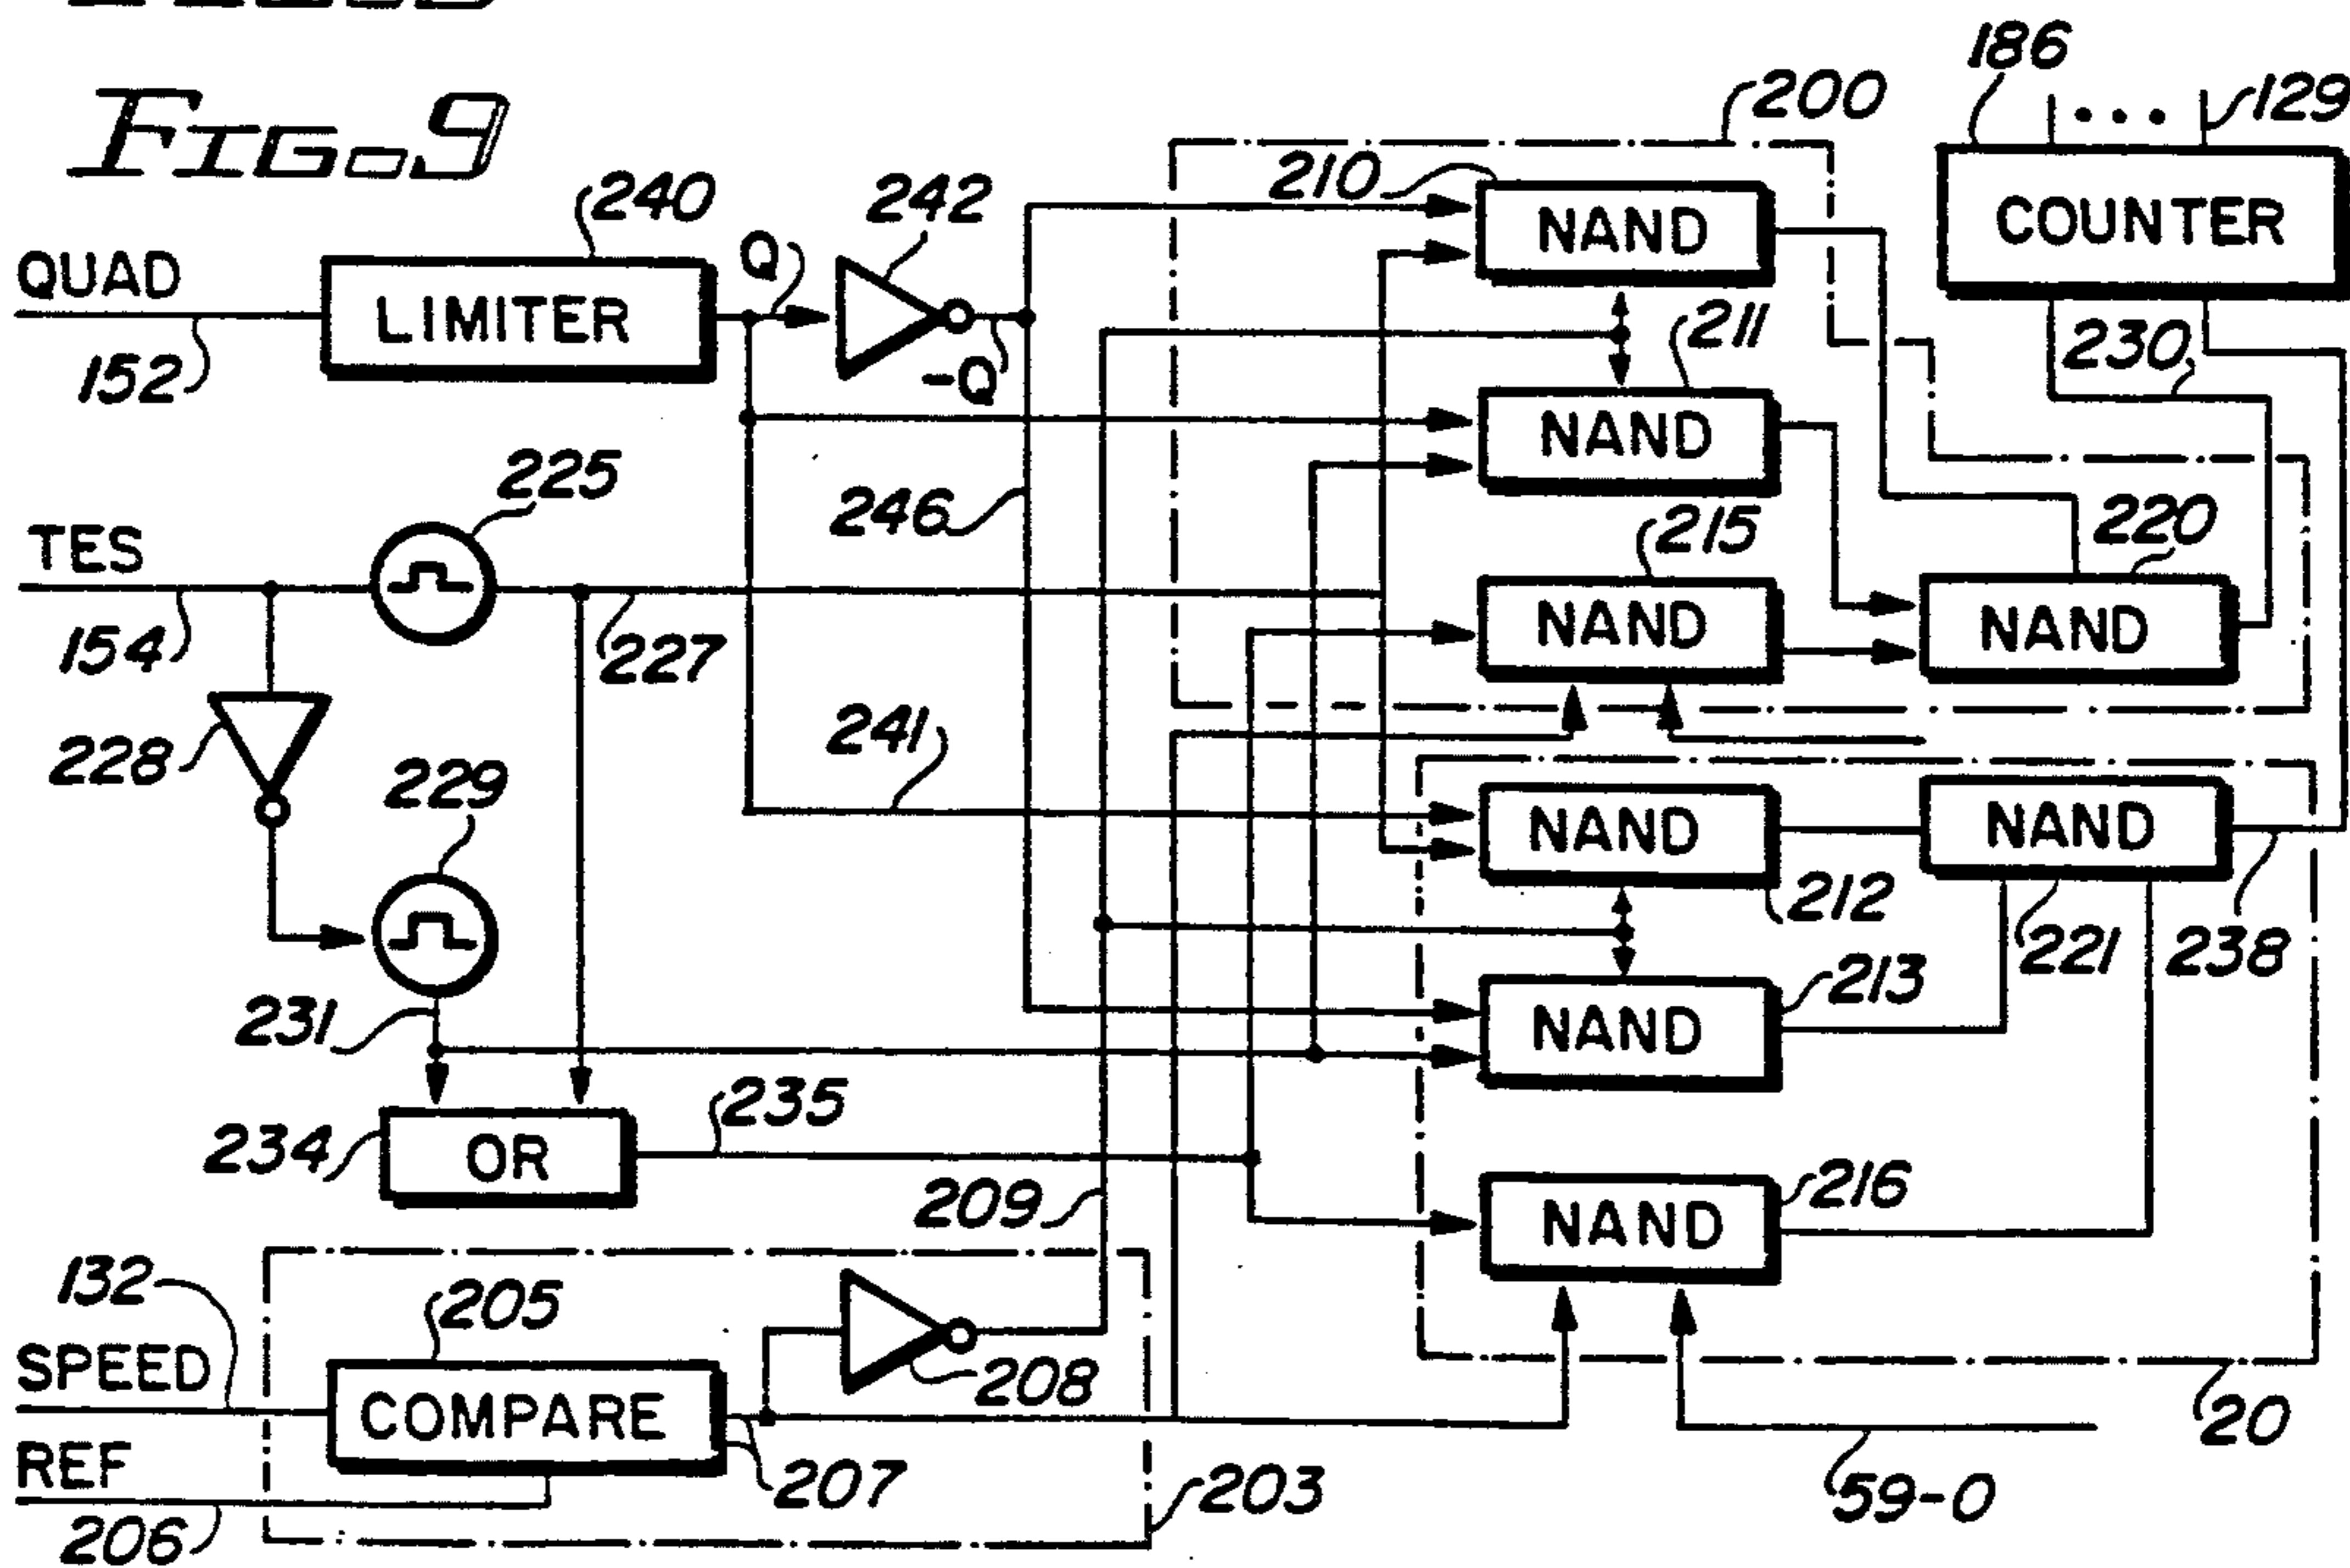 FIG. 9
186
129
200
210
240
242
QUAD
LIMITER
Q
-Q
NAND
COUNTER
152
211
230
NAND
225
246
215
220
TES
NAND
NAND
154
227
241
228
229
NAND
NAND
212
221
238
231
213
NAND
235
234
OR
209
216
NAND
132
205
SPEED
COMPARE
208
REF
207
203
20
59-0
206